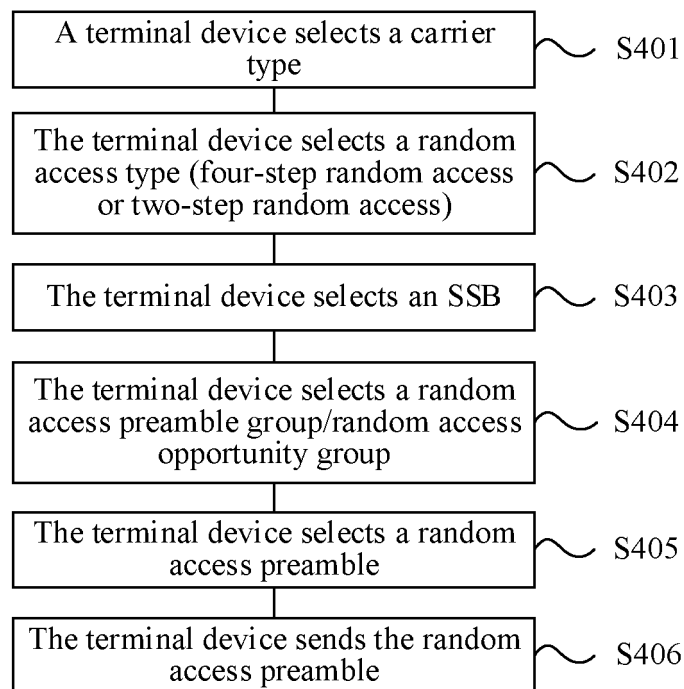 A terminal device selects a carrier
type
S401
The terminal device selects a random
access type (four-step random access
or two-step random access)
S402
The terminal device selects an SSB
S403
The terminal device selects a random
access preamble group/random access
opportunity group
S404
The terminal device selects a random
access preamble
S405
The terminal device sends the random
access preamble
S406